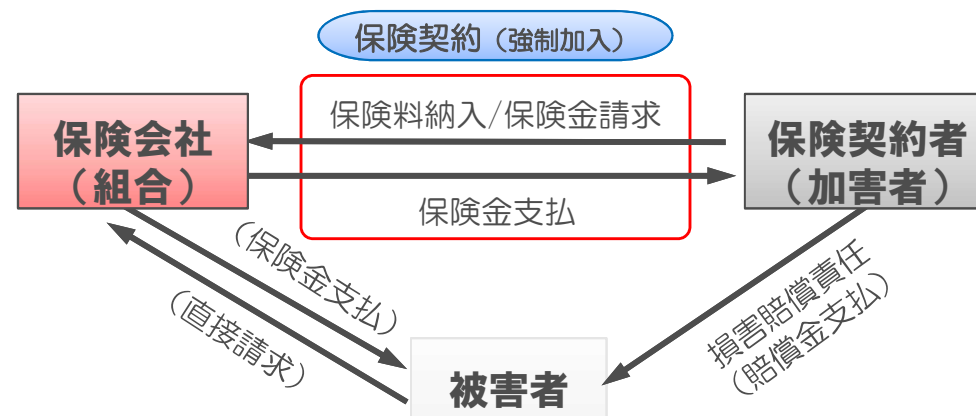 保険契約（強制加入）
保険料納入/保険金請求
保険会社
（組合）
保険契約者
（加害者）
保険金支払
（保険金支払）
（直接請求）
損害賠償責任
（賠償金支払）
被害者